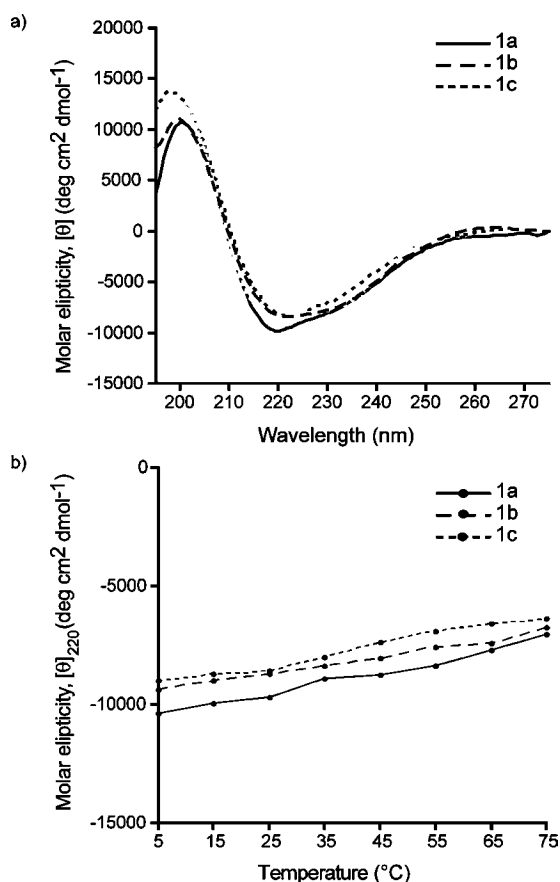 a)
1a
1b
1c
20000
15000
10000
5000
0
-5000
-10000
-15000
Molar elipticity, [θ] (deg cm2 dmol-1)
200 210 220 230 240 250 260 270
Wavelength (nm)
b)
1a
1b
1c
0
-5000
-10000
-15000
Molar elipticity, [θ]220(deg cm2 dmol-1)
5 15 25 35 45 55 65 75
Temperature (°C)